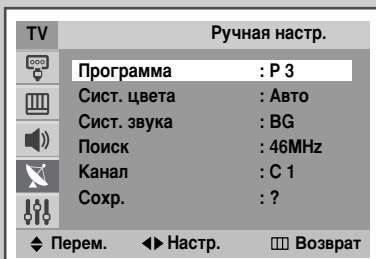 TV Ручная настр.
Программа : P 3
Сист. цвета : Авто
Сист. звука : BG
Поиск : 46MHz
Канал : C 1
Сохр. : ?
Перем. Настр. Возврат